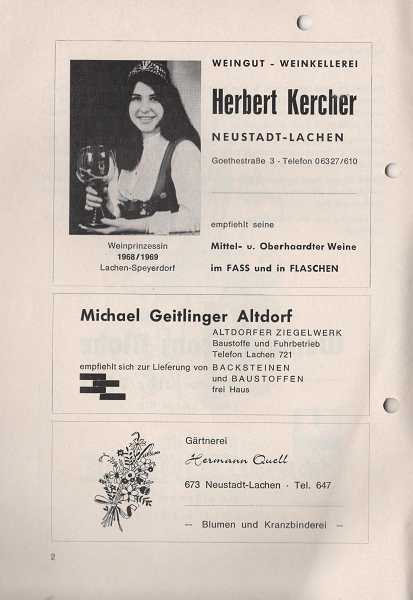 WEINGUT - WEINKELLEREI
Herbert Kercher
NEUSTADT-LACHEN
Goethestraße 3 - Telefon 06327/610
empfiehlt seine
Mittel- u. Oberhaardter Weine
im FASS und in FLASCHEN
Weinprinzessin
1968/1969
Lachen-Speyerdorf
Michael Geitlinger Altdorf
ALTDORFER ZIEGELWERK
Baustoffe und Fuhrbetrieb
Telefon Lachen 721
empfiehlt sich zur Lieferung von BACKSTEINEN
und BAUSTOFFEN
frei Haus
Gärtnerei
Hermann Quell
673 Neustadt-Lachen · Tel. 647
— Blumen und Kranzbinderei —
2